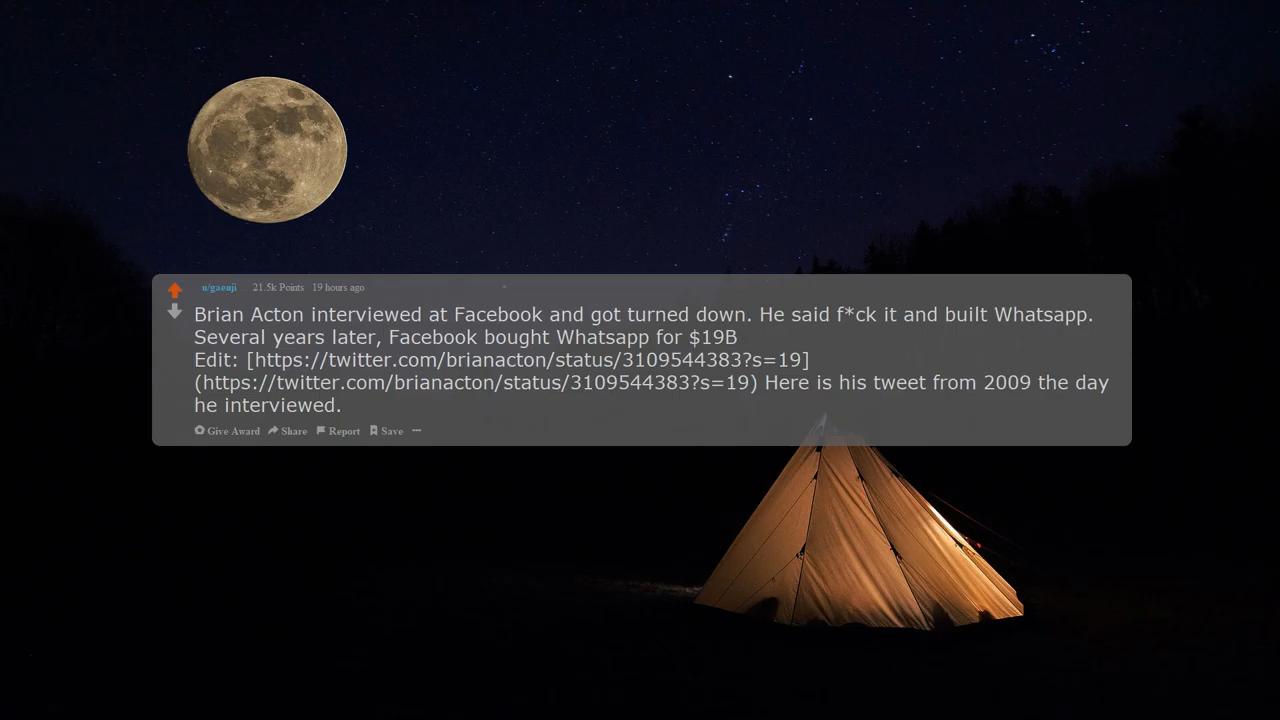 u/gaenji 21.5k Points 19 hours ago
Brian Acton interviewed at Facebook and got turned down. He said f*ck it and built Whatsapp.
Several years later, Facebook bought Whatsapp for $19B
Edit: [https://twitter.com/brianacton/status/3109544383?s=19]
(https://twitter.com/brianacton/status/3109544383?s=19) Here is his tweet from 2009 the day
he interviewed.
Give Award Share Report Save